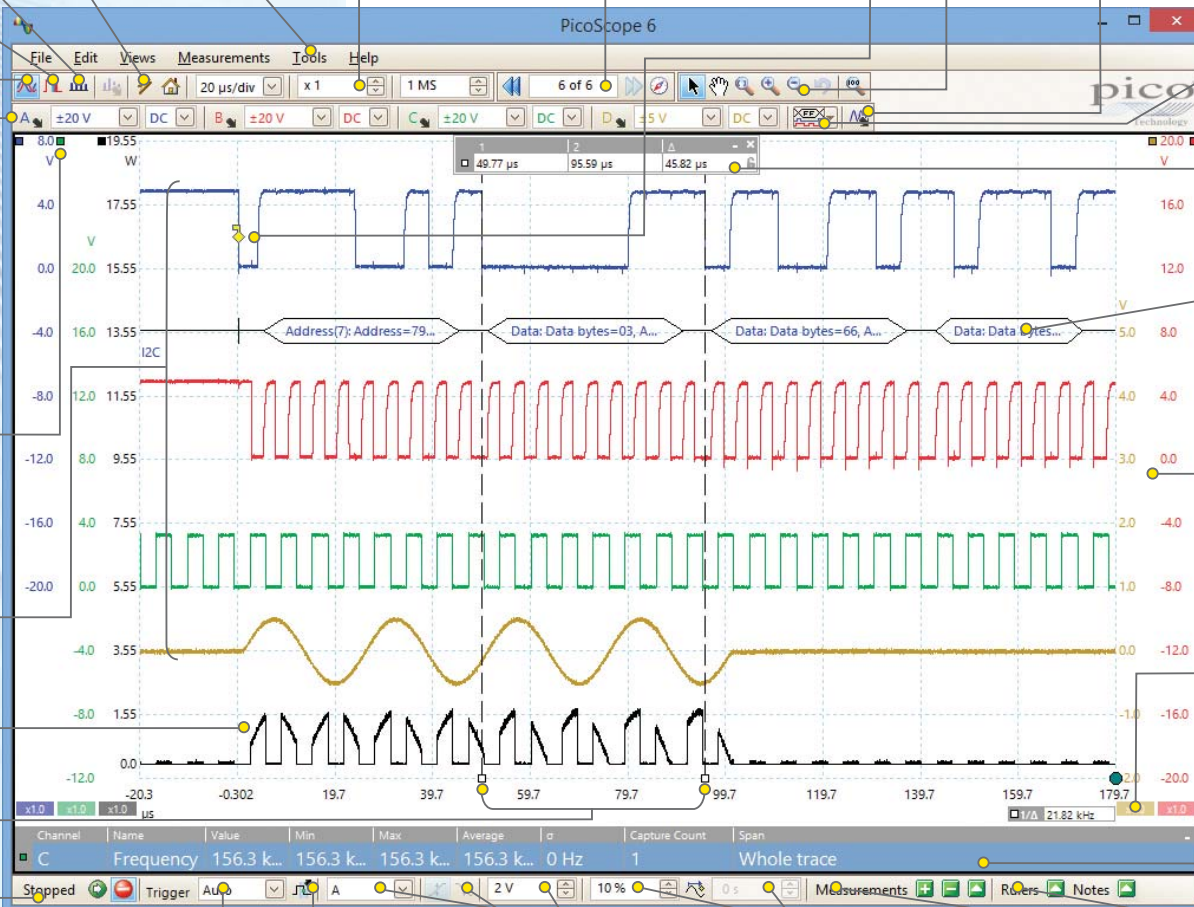 PicoScope 6
File Edit Views Measurements Tools Help
20 µs/div x 1 1 MS 6 of 6
pico
Technology
A ±20 V DC B ±20 V DC C ±20 V DC D ±5 V DC
1 2 Δ
49.77 µs 95.59 µs 45.82 µs
8.0 19.55 20.0
V W V
4.0 17.55 16.0
V
0.0 20.0 15.55 12.0
V
-4.0 16.0 13.55 Address(7): Address=79... Data: Data bytes=03, A... Data: Data bytes=66, A... Data: Data bytes... 5.0 8.0
I2C
-8.0 12.0 11.55 4.0 4.0
-12.0 8.0 9.55 3.0 0.0
-16.0 4.0 7.55 2.0 -4.0
-20.0 0.0 5.55 1.0 -8.0
-4.0 3.55 0.0 -12.0
-8.0 1.55 -1.0 -16.0
0.0
-12.0 -2.0 -20.0
-20.3 -0.302 19.7 39.7 59.7 79.7 99.7 119.7 139.7 159.7 179.7
x1.0 x1.0 x1.0 µs 1/Δ 21.82 kHz x1.0
Channel Name Value Min Max Average σ Capture Count Span
C Frequency 156.3 k... 156.3 k... 156.3 k... 156.3 k... 0 Hz 1 Whole trace
Stopped Trigger Auto A 2 V 10 % 0 s Measurements Rulers Notes